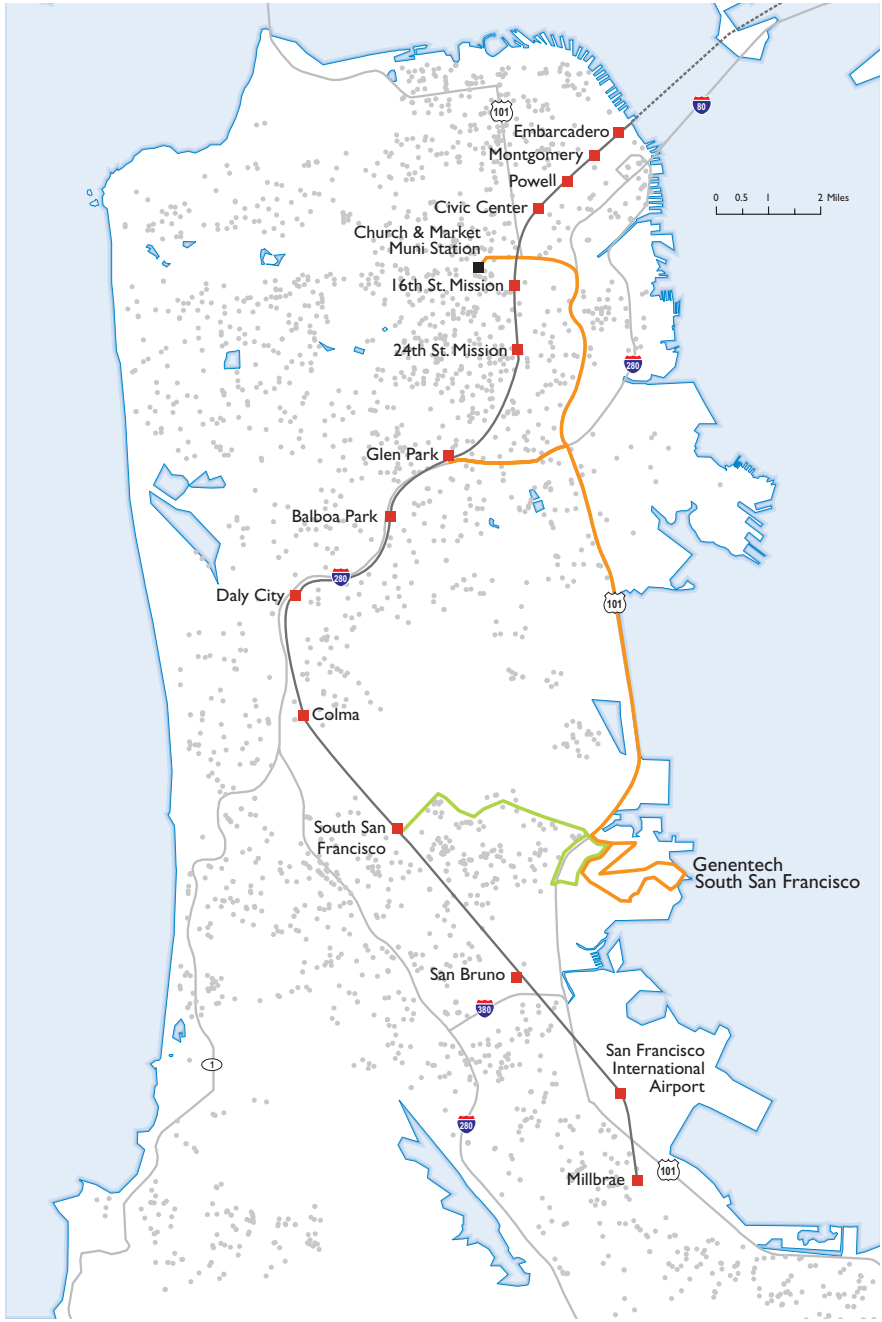 101
80
Embarcadero
Montgomery
Powell
Civic Center
0 0.5 1 2 Miles
Church & Market
Muni Station
16th St. Mission
24th St. Mission
280
Glen Park
Balboa Park
280
Daly City
101
Colma
South San
Francisco
Genentech
South San Francisco
San Bruno
380
San Francisco
International
Airport
1
280
Millbrae
101